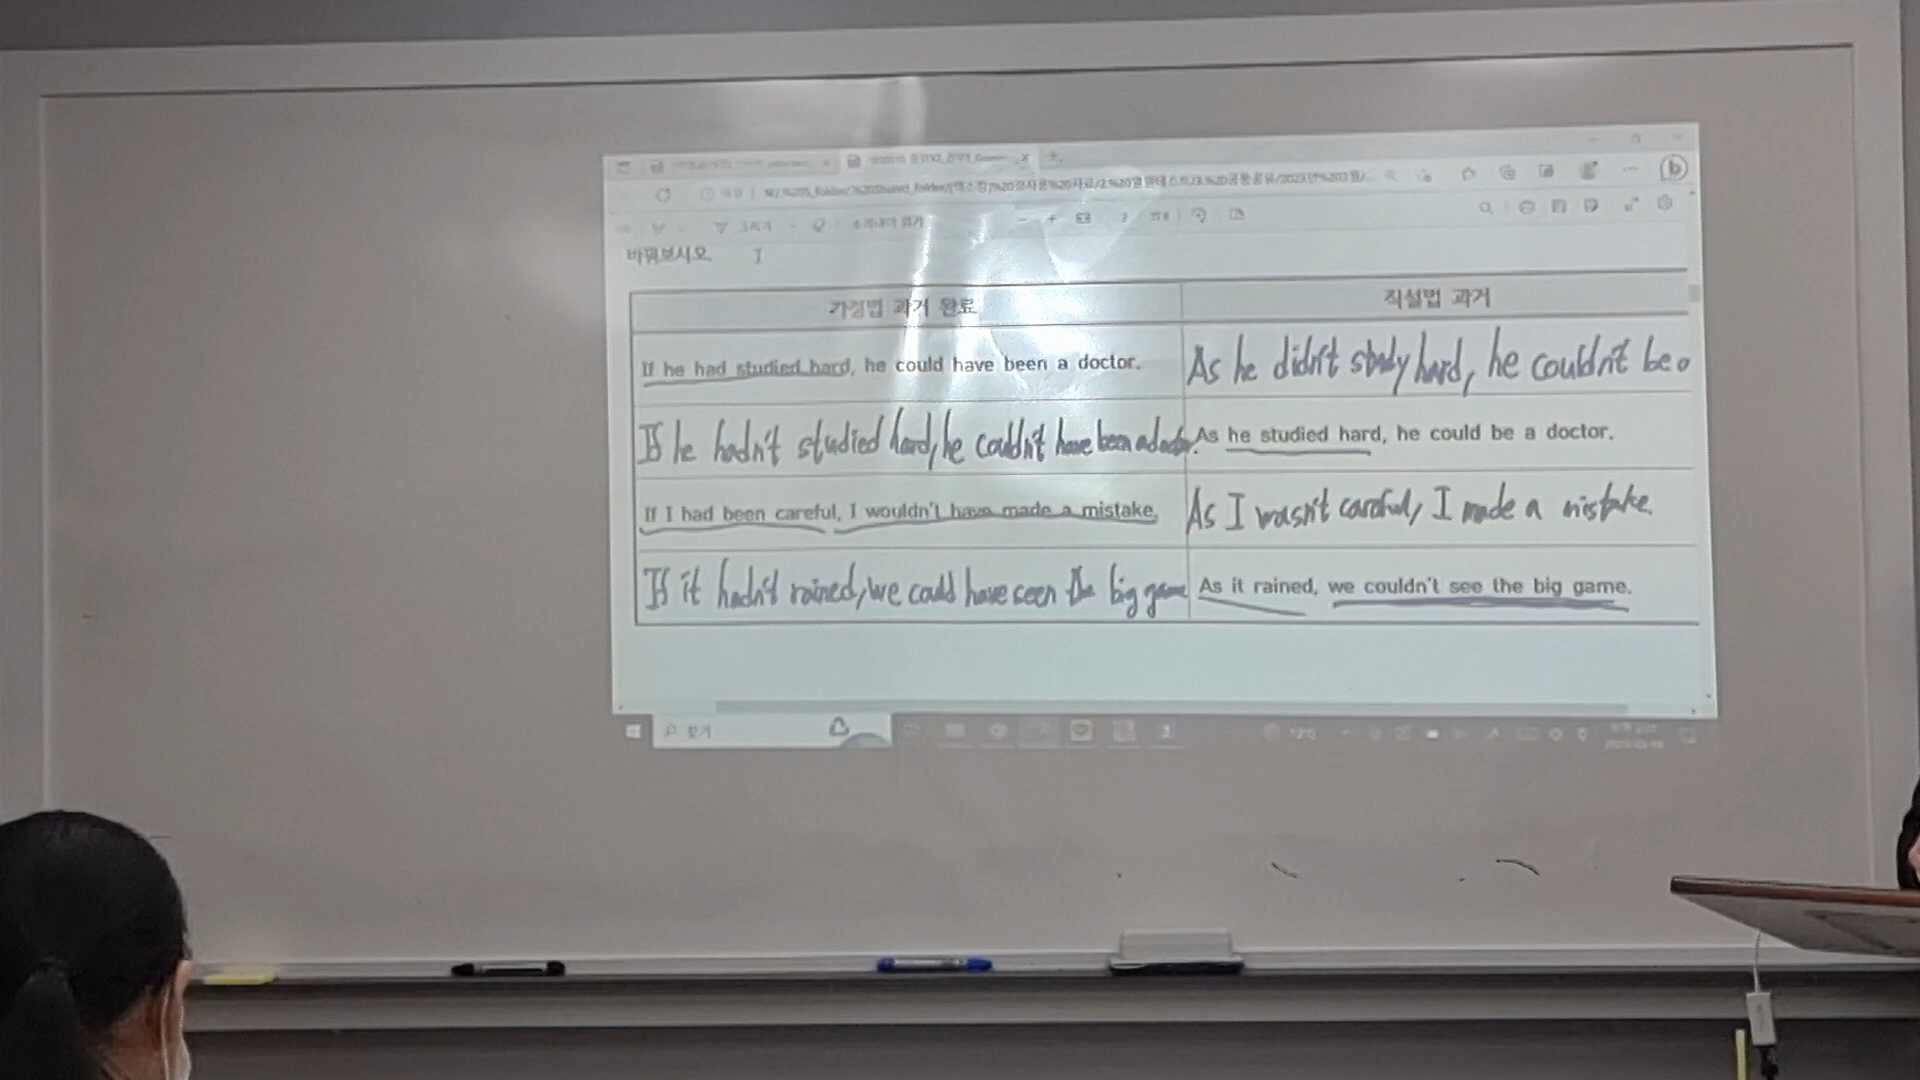 바꿔보시오.
가정법 과거 완료
직설법 과거
If he had studied hard, he could have been a doctor.
As he didn't study hard, he couldn't be a
If he hadn't studied hard, he couldn't have been a doctor.
As he studied hard, he could be a doctor.
If I had been careful, I wouldn't have made a mistake.
As I wasn't careful, I made a mistake.
If it hadn't rained, we could have seen the big game
As it rained, we couldn't see the big game.
찾기